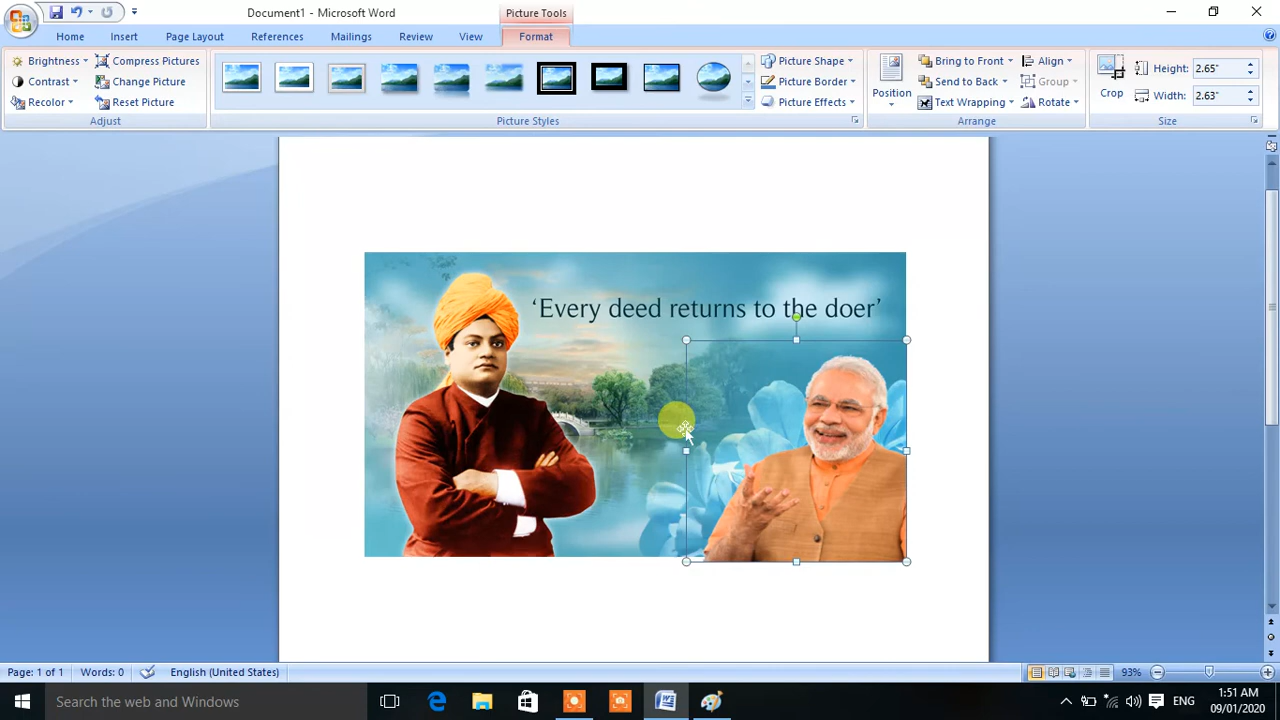 Document1 - Microsoft Word
Picture Tools
Home
Insert
Page Layout
References
Mailings
Review
View
Format
Brightness
Compress Pictures
Contrast
Change Picture
Recolor
Reset Picture
Adjust
Picture Styles
Picture Shape
Picture Border
Picture Effects
Position
Bring to Front
Send to Back
Text Wrapping
Align
Group
Rotate
Arrange
Crop
Height: 2.65"
Width: 2.63"
Size
‘Every deed returns to the doer’
Page: 1 of 1
Words: 0
English (United States)
93%
Search the web and Windows
ENG
1:51 AM
09/01/2020